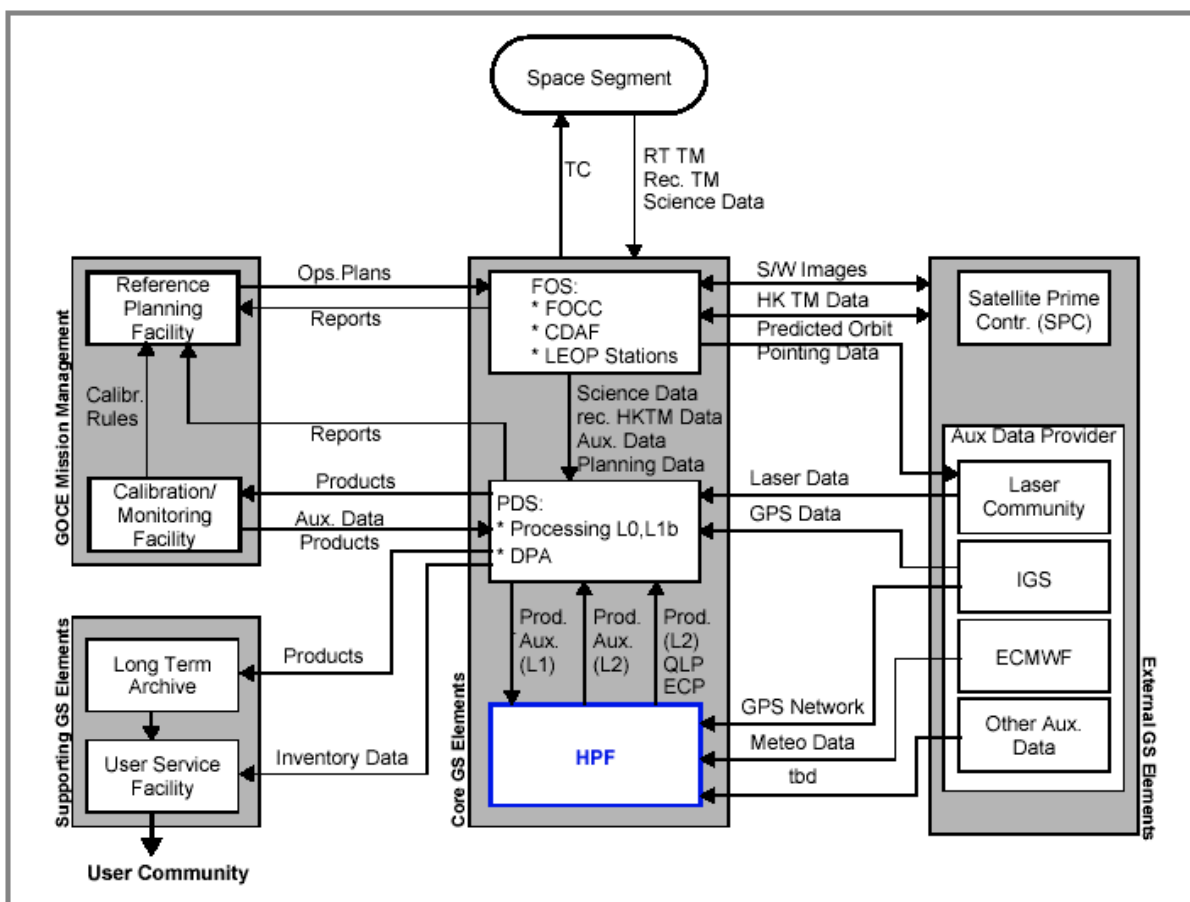 Space Segment
TC
RT TM
Rec. TM
Science Data
GOCE Mission Management
Reference
Planning
Facility
Ops.Plans
Reports
Calibr.
Rules
Reports
Calibration/
Monitoring
Facility
Products
Aux. Data
Products
Supporting GS Elements
Long Term
Archive
Products
User Service
Facility
Inventory Data
User Community
Core GS Elements
FOS:
* FOCC
* CDAF
* LEOP Stations
Science Data
rec. HKTM Data
Aux. Data
Planning Data
PDS:
* Processing L0,L1b
* DPA
Prod.
Aux.
(L1)
Prod.
Aux.
(L2)
Prod.
(L2)
QLP
ECP
HPF
S/W Images
HK TM Data
Predicted Orbit
Pointing Data
Laser Data
GPS Data
GPS Network
Meteo Data
tbd
External GS Elements
Satellite Prime
Contr. (SPC)
Aux Data Provider
Laser
Community
IGS
ECMWF
Other Aux.
Data